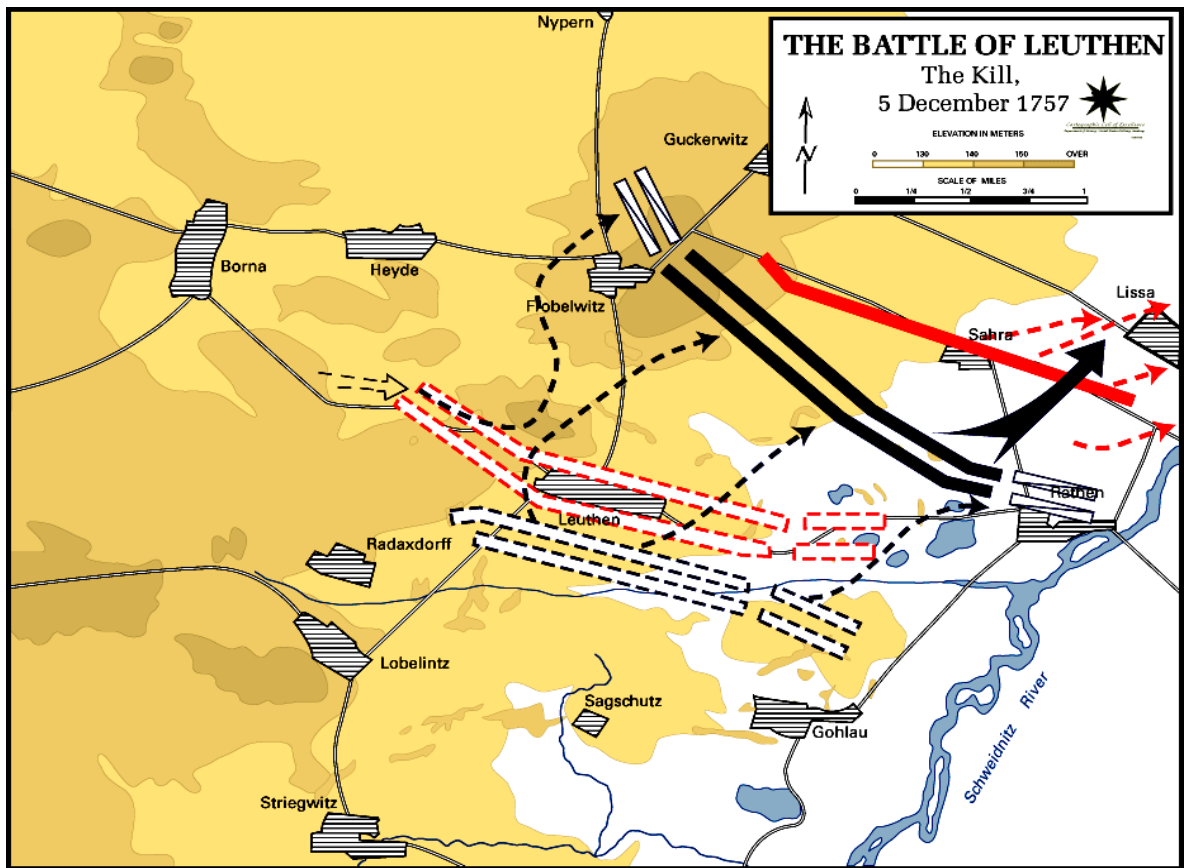 Nypern
THE BATTLE OF LEUTHEN
The Kill,
5 December 1757
N
ELEVATION IN METERS
0 130 140 150 OVER
SCALE OF MILES
0 1/4 1/2 3/4 1
Guckerwitz
Borna
Heyde
Frobelwitz
Lissa
Sahra
Leuthen
Rathen
Radaxdorff
Lobelintz
Sagschutz
Gohlau
Schweidnitz River
Striegwitz